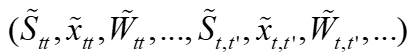 (S̃ₜₜ, x̃ₜₜ, W̃ₜₜ, ..., S̃ₜ,ₜ', x̃ₜ,ₜ', W̃ₜ,ₜ', ...)